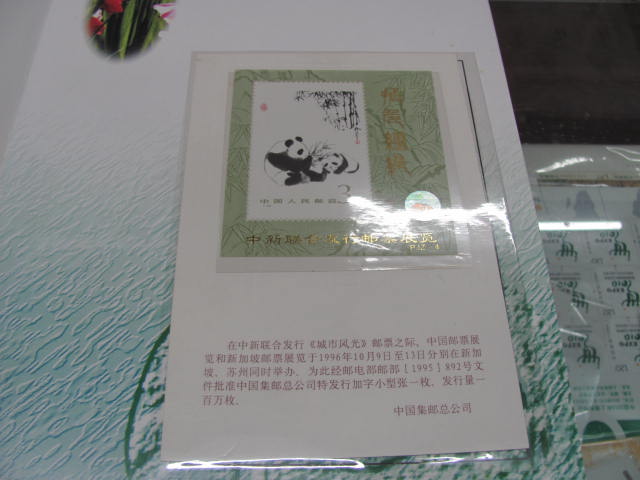 3
中国人民邮政
中新联合发行邮票展览
PJZ-4
在中新联合发行《城市风光》邮票之际，中国邮票展
览和新加坡邮票展览于1996年10月9日至13日分别在新加
坡、苏州同时举办。为此经邮电部邮部［1995］892号文
件批准中国集邮总公司特发行加字小型张一枚，发行量一
百万枚。
中国集邮总公司